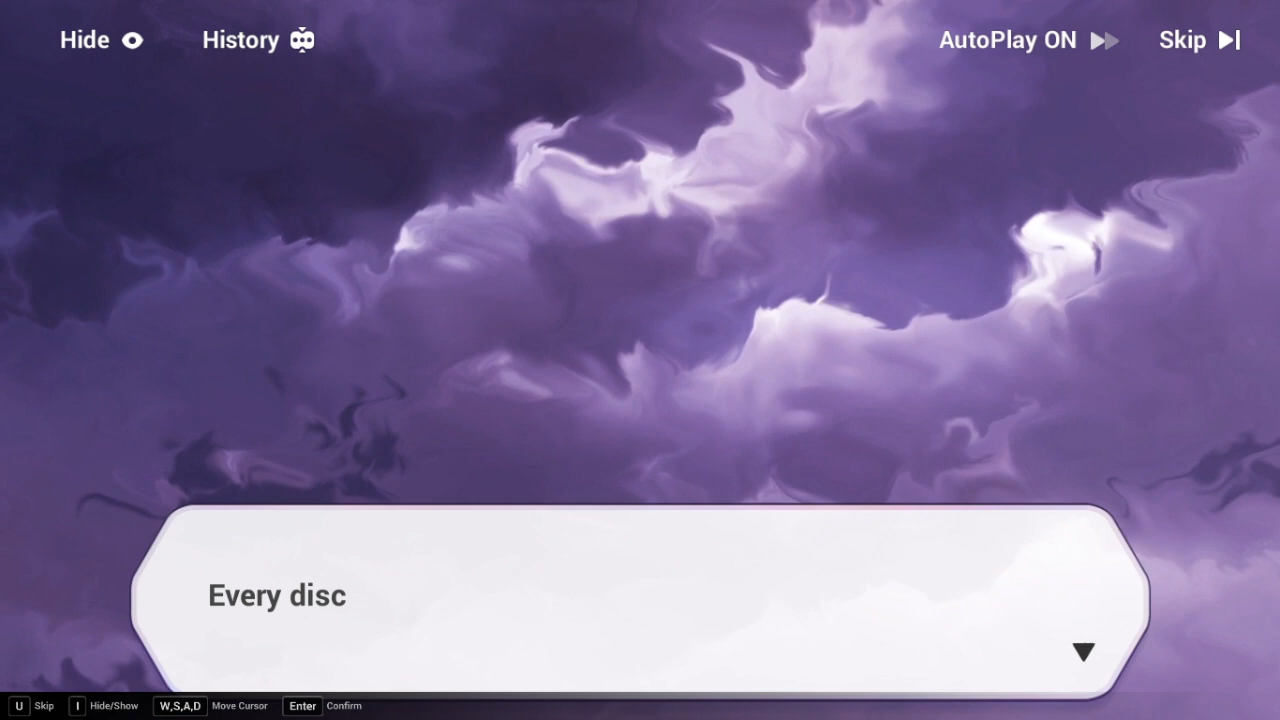 Hide
History
AutoPlay ON
Skip
Every disc
U Skip I Hide/Show W,S,A,D Move Cursor Enter Confirm